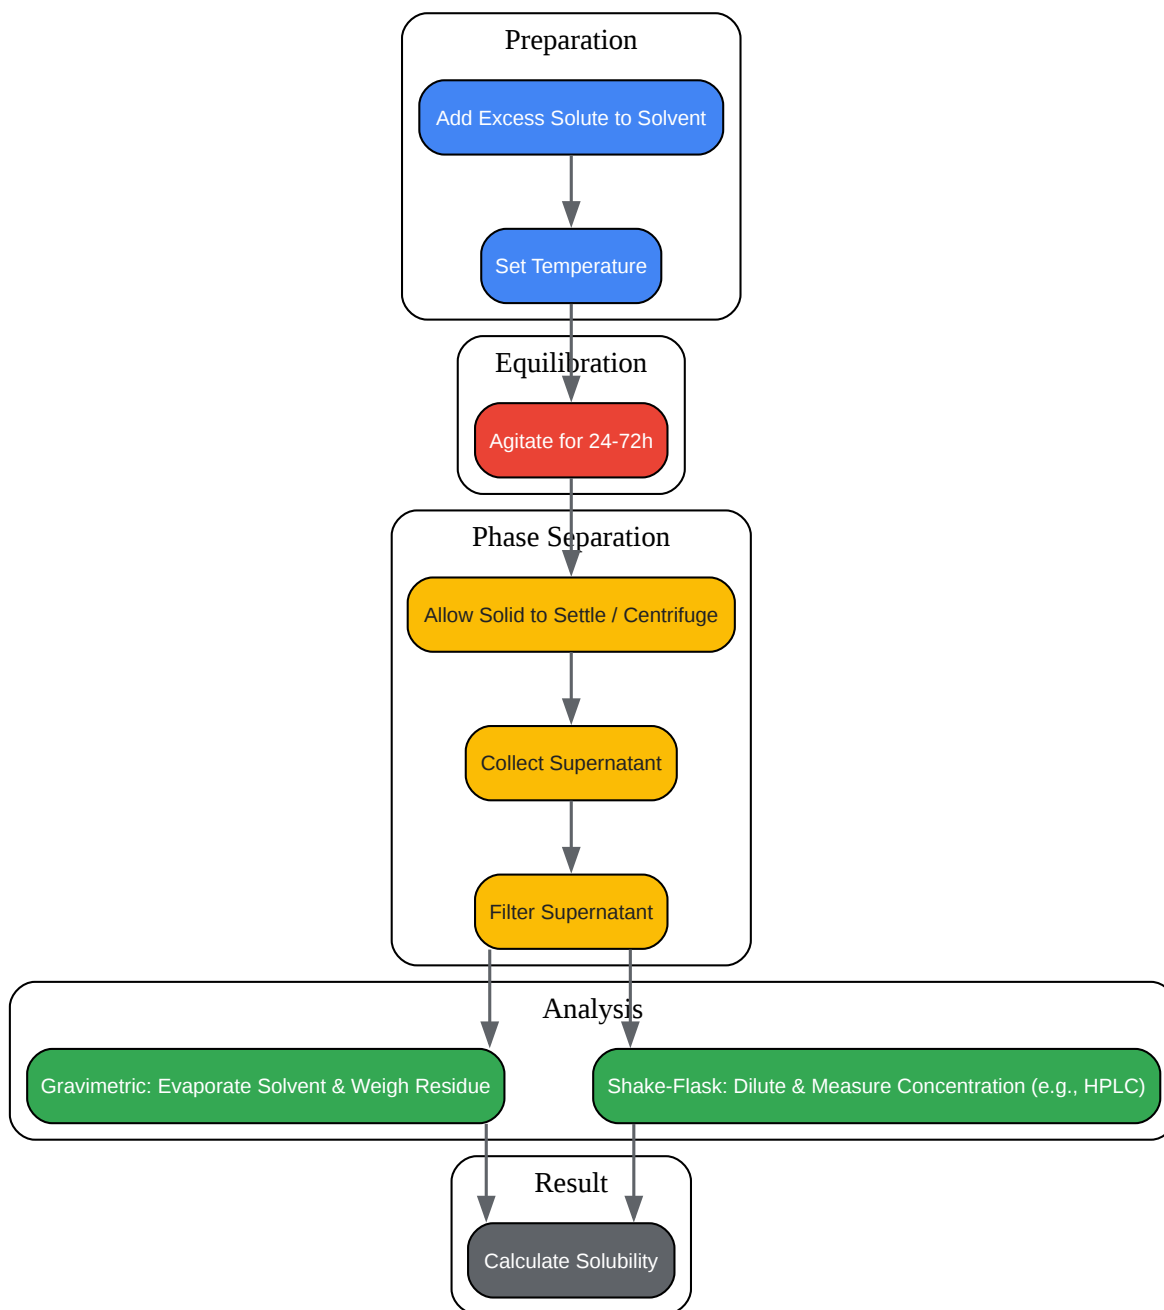 Preparation
Add Excess Solute to Solvent
Set Temperature
Equilibration
Agitate for 24-72h
Phase Separation
Allow Solid to Settle / Centrifuge
Collect Supernatant
Filter Supernatant
Analysis
Gravimetric: Evaporate Solvent & Weigh Residue
Shake-Flask: Dilute & Measure Concentration (e.g., HPLC)
Result
Calculate Solubility